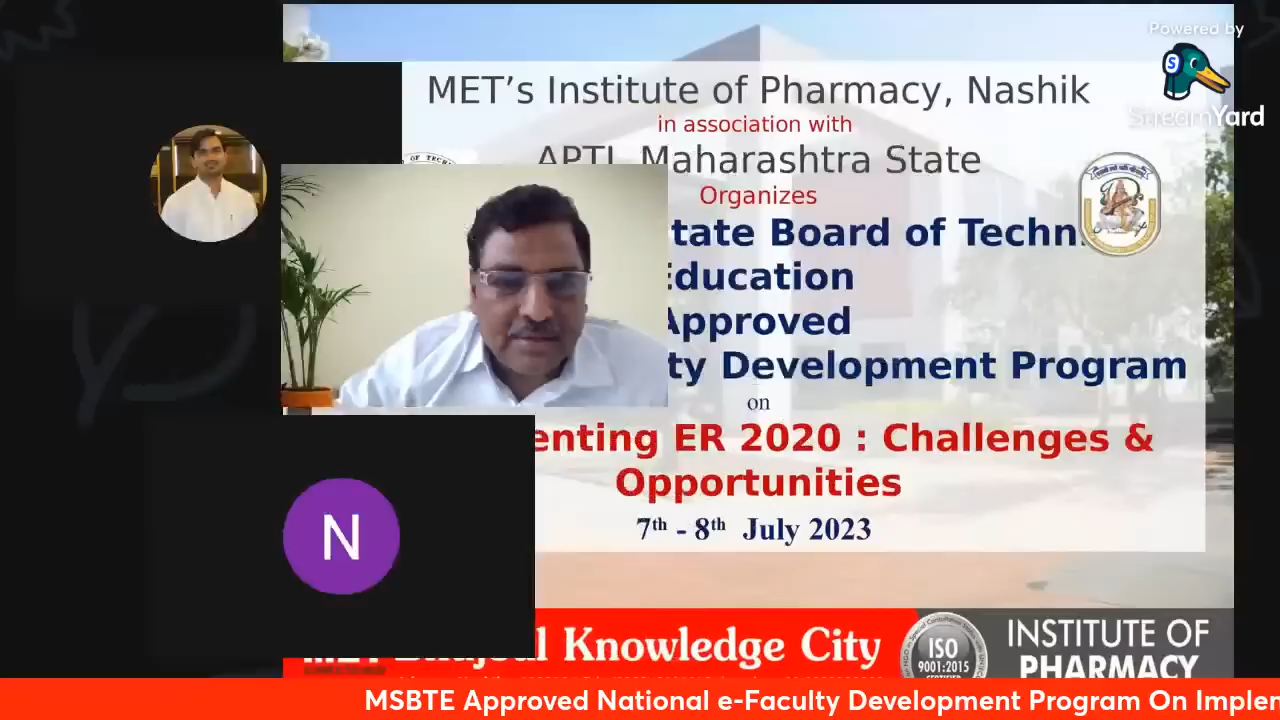 Powered by
StreamYard
MET’s Institute of Pharmacy, Nashik
in association with
APTI, Maharashtra State
Organizes
tate Board of Techn
Education
Approved
ty Development Program
on
enting ER 2020 : Challenges &
Opportunities
7th - 8th July 2023
N
Knowledge City
ISO
9001:2015
CERTIFIED
INSTITUTE OF
PHARMACY
MSBTE Approved National e-Faculty Development Program On Implen